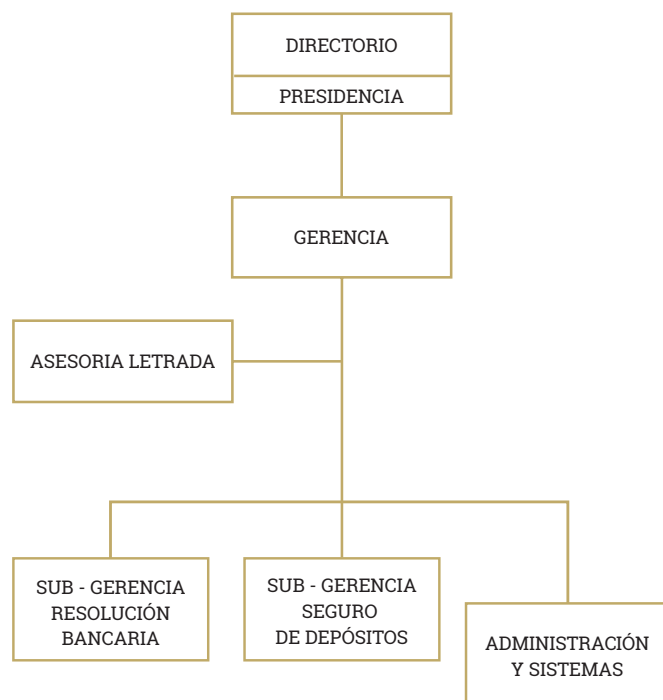 DIRECTORIO
PRESIDENCIA
GERENCIA
ASESORIA LETRADA
SUB - GERENCIA
RESOLUCIÓN
BANCARIA
SUB - GERENCIA
SEGURO
DE DEPÓSITOS
ADMINISTRACIÓN
Y SISTEMAS